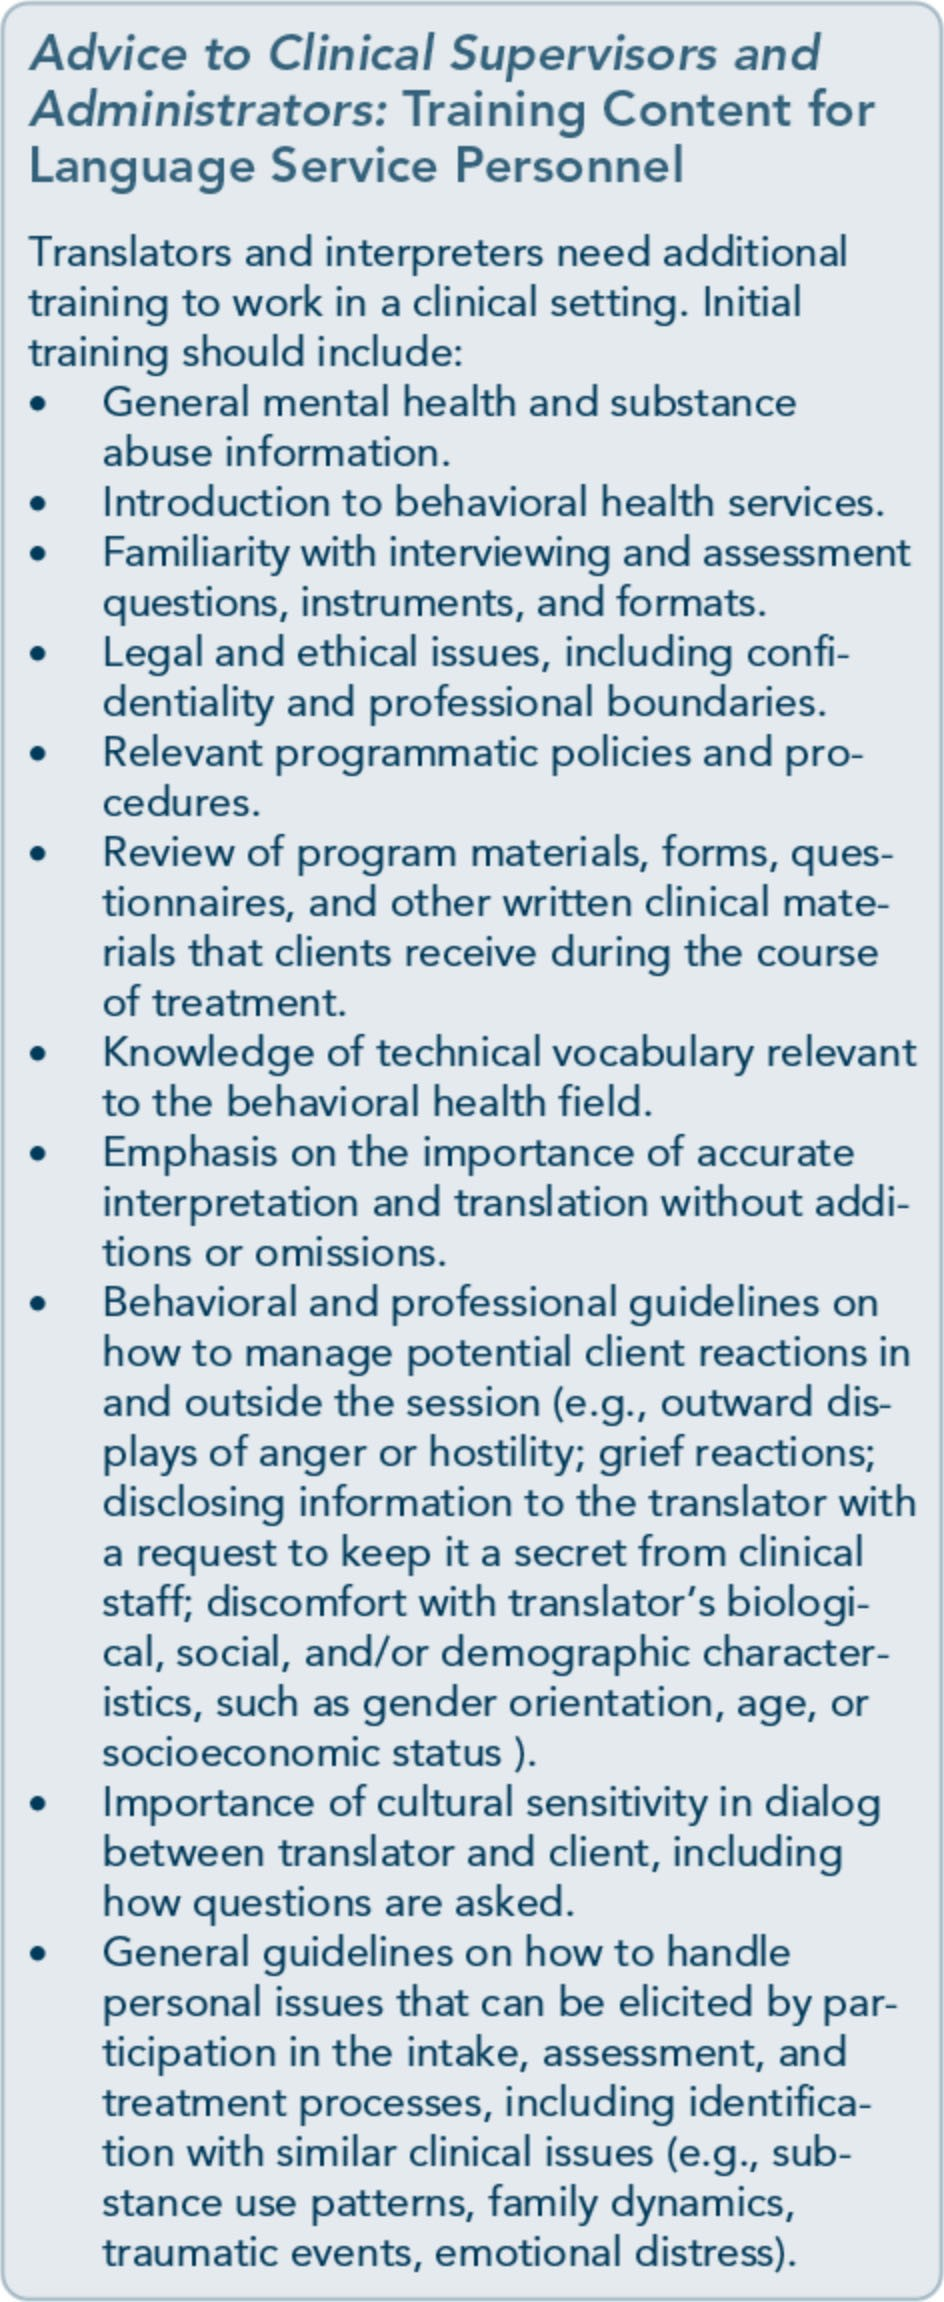 Advice to Clinical Supervisors and
Administrators: Training Content for
Language Service Personnel
Translators and interpreters need additional
training to work in a clinical setting. Initial
training should include:
• General mental health and substance
abuse information.
• Introduction to behavioral health services.
• Familiarity with interviewing and assessment
questions, instruments, and formats.
• Legal and ethical issues, including confi-
dentiality and professional boundaries.
• Relevant programmatic policies and pro-
cedures.
• Review of program materials, forms, ques-
tionnaires, and other written clinical mate-
rials that clients receive during the course
of treatment.
• Knowledge of technical vocabulary relevant
to the behavioral health field.
• Emphasis on the importance of accurate
interpretation and translation without addi-
tions or omissions.
• Behavioral and professional guidelines on
how to manage potential client reactions in
and outside the session (e.g., outward dis-
plays of anger or hostility; grief reactions;
disclosing information to the translator with
a request to keep it a secret from clinical
staff; discomfort with translator’s biologi-
cal, social, and/or demographic character-
istics, such as gender orientation, age, or
socioeconomic status ).
• Importance of cultural sensitivity in dialog
between translator and client, including
how questions are asked.
• General guidelines on how to handle
personal issues that can be elicited by par-
ticipation in the intake, assessment, and
treatment processes, including identifica-
tion with similar clinical issues (e.g., sub-
stance use patterns, family dynamics,
traumatic events, emotional distress).